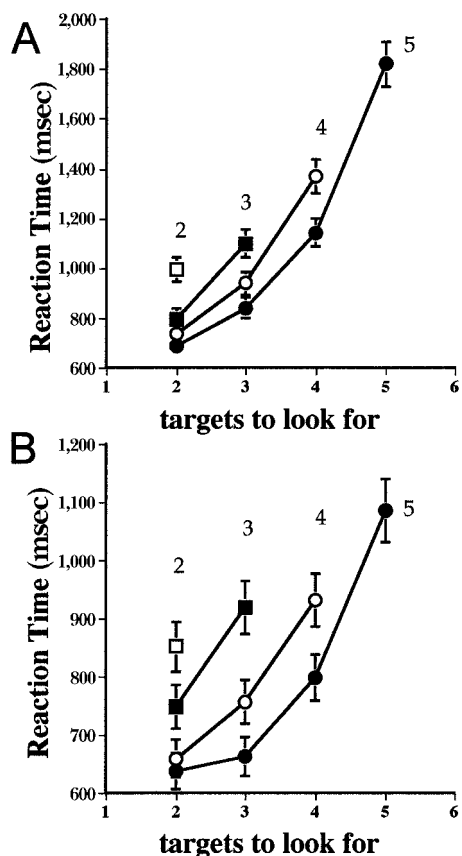 A
2,000
1,800
1,600
1,400
1,200
1,000
800
600
Reaction Time (msec)
2
3
4
5
1 2 3 4 5 6
targets to look for
B
1,200
1,100
1,000
900
800
700
600
Reaction Time (msec)
2
3
4
5
1 2 3 4 5 6
targets to look for